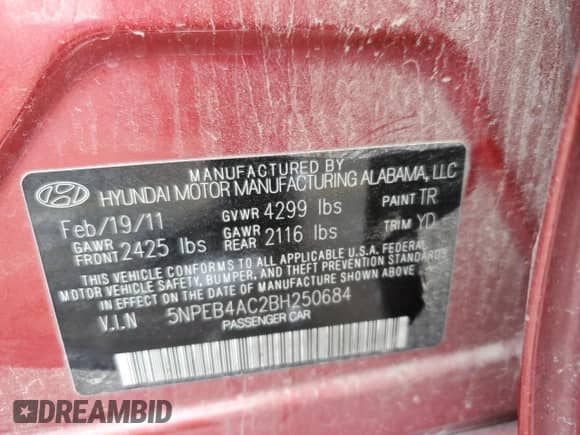 MANUFACTURED BY
HYUNDAI MOTOR MANUFACTURING ALABAMA, LLC
Feb/19/11 GVWR 4299 lbs PAINT TR
GAWR FRONT 2425 lbs GAWR REAR 2116 lbs TRIM YD
THIS VEHICLE CONFORMS TO ALL APPLICABLE U.S.A. FEDERAL
MOTOR VEHICLE SAFETY, BUMPER, AND THEFT PREVENTION STANDARDS
IN EFFECT ON THE DATE OF MANUFACTURE SHOWN ABOVE.
V.I.N 5NPEB4AC2BH250684
PASSENGER CAR
DREAMBID